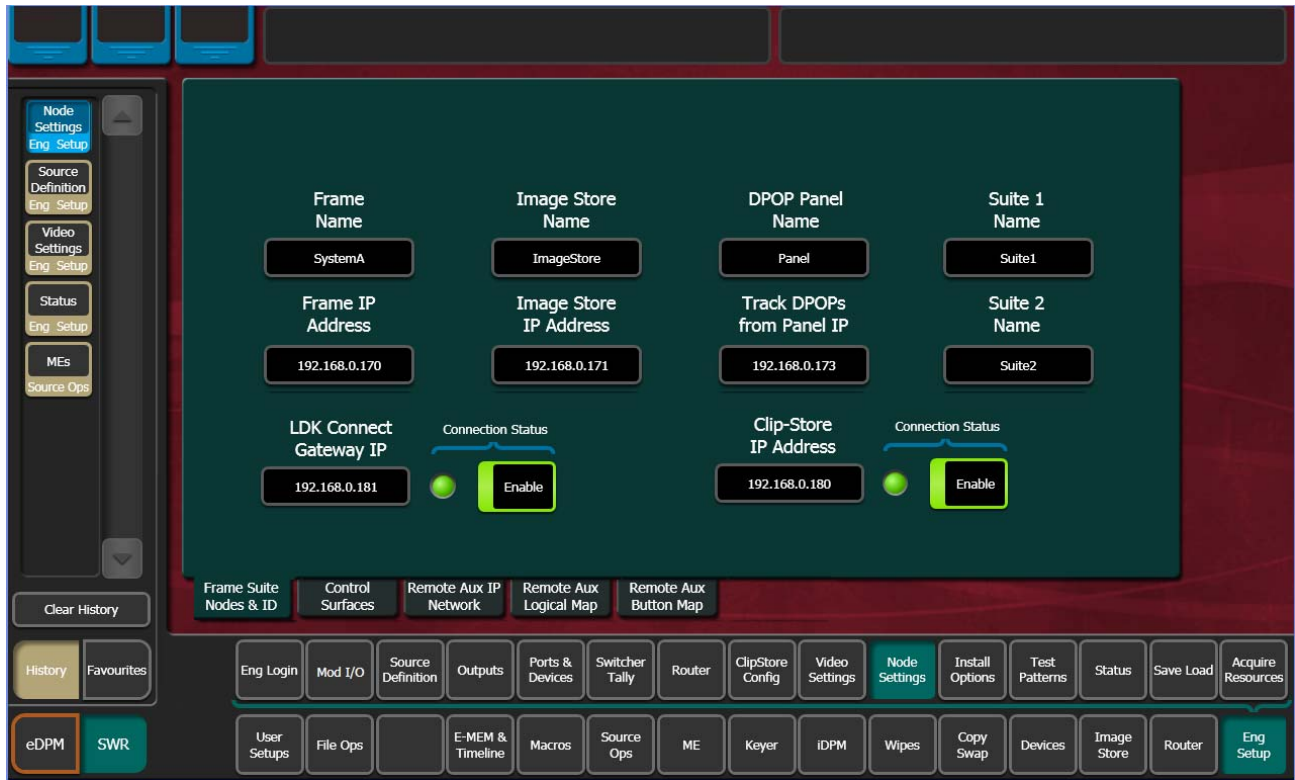 Node
Settings
Eng Setup
Source
Definition
Eng Setup
Video
Settings
Eng Setup
Status
Eng Setup
MEs
Source Ops
Clear History
History
Favourites
eDPM
SWR
Frame
Name
SystemA
Image Store
Name
ImageStore
DPOP Panel
Name
Panel
Suite 1
Name
Suite1
Frame IP
Address
192.168.0.170
Image Store
IP Address
192.168.0.171
Track DPOPs
from Panel IP
192.168.0.173
Suite 2
Name
Suite2
LDK Connect
Gateway IP
192.168.0.181
Connection Status
Enable
Clip-Store
IP Address
192.168.0.180
Connection Status
Enable
Frame Suite
Nodes & ID
Control
Surfaces
Remote Aux IP
Network
Remote Aux
Logical Map
Remote Aux
Button Map
Eng Login
Mod I/O
Source
Definition
Outputs
Ports &
Devices
Switcher
Tally
Router
ClipStore
Config
Video
Settings
Node
Settings
Install
Options
Test
Patterns
Status
Save Load
Acquire
Resources
User
Setups
File Ops
E-MEM &
Timeline
Macros
Source
Ops
ME
Keyer
iDPM
Wipes
Copy
Swap
Devices
Image
Store
Router
Eng
Setup